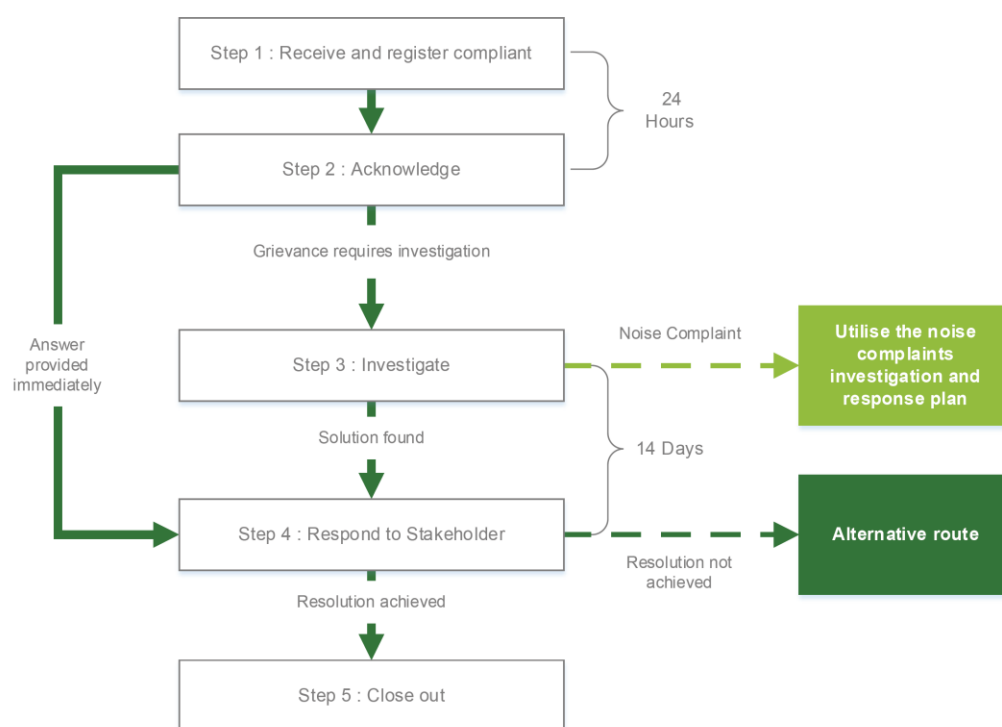 Step 1 : Receive and register compliant
24
Hours
Step 2 : Acknowledge
Grievance requires investigation
Answer
provided
immediately
Step 3 : Investigate
Noise Complaint
Utilise the noise
complaints
investigation and
response plan
Solution found
14 Days
Step 4 : Respond to Stakeholder
Alternative route
Resolution not
achieved
Resolution achieved
Step 5 : Close out